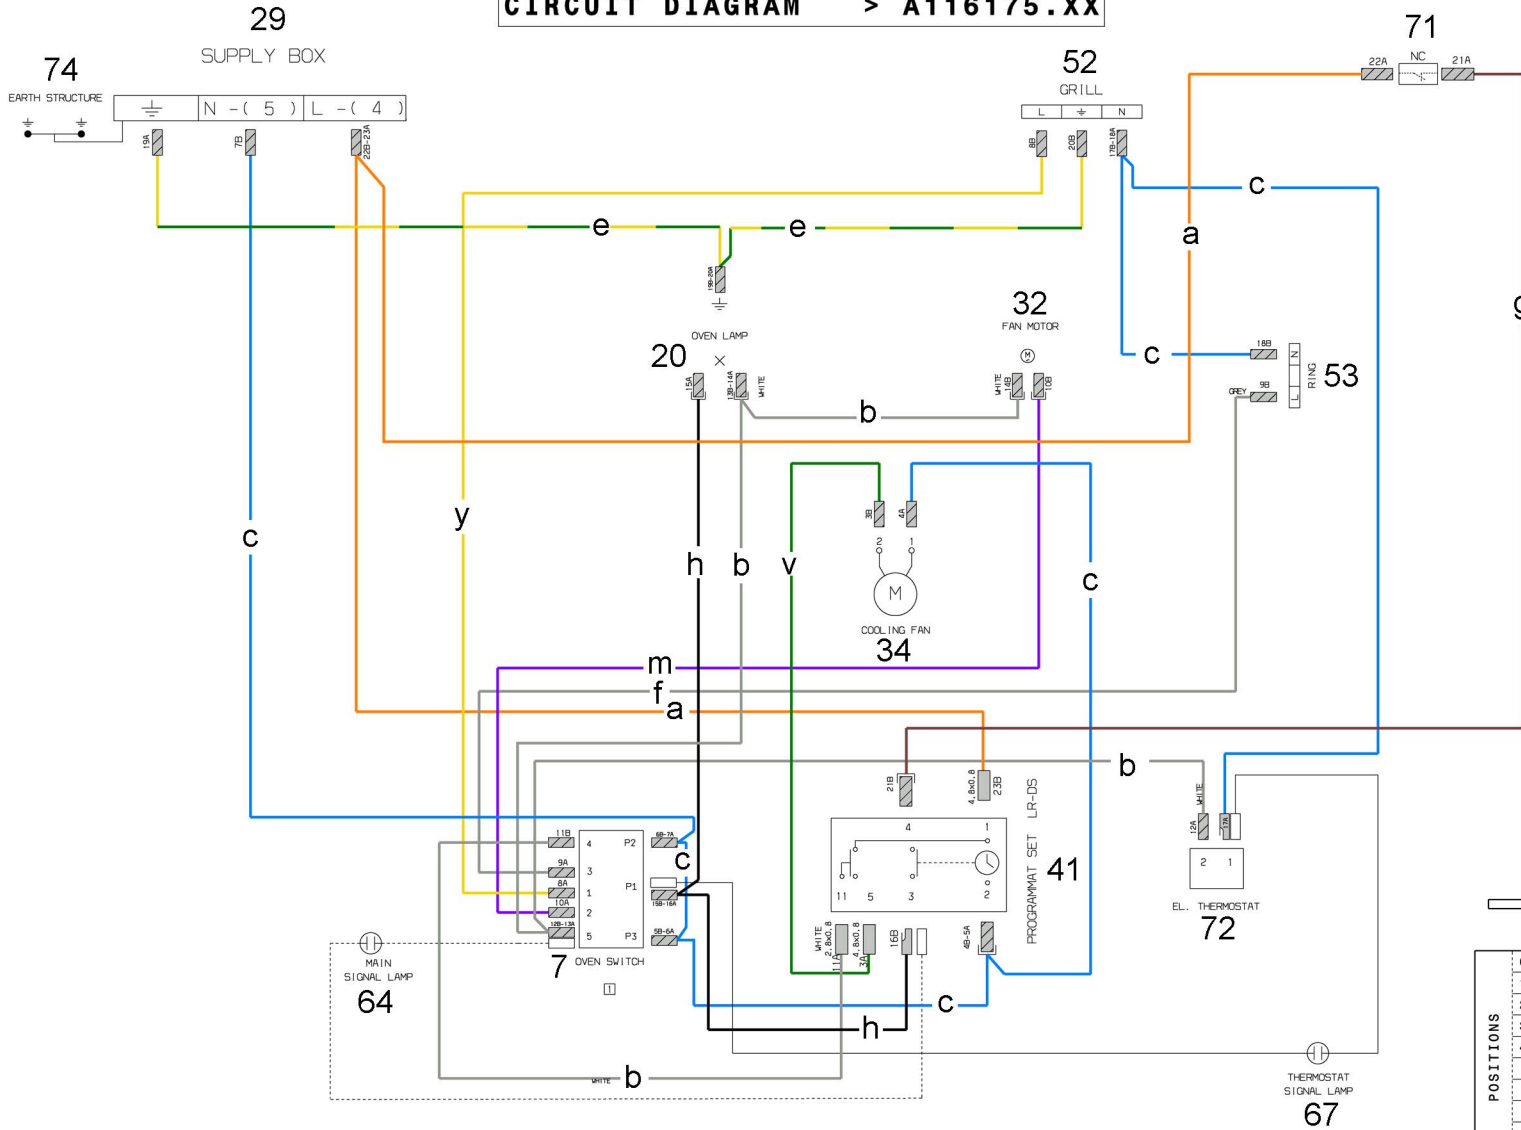 CIRCUIT DIAGRAM > A116175.XX
29
SUPPLY BOX
74
EARTH STRUCTURE
N -( 5 )
L -( 4 )
19A
7B
22B-23A
52
GRILL
L
N
8B
20B
17B-18A
71
NC
22A
21A
c
e
e
a
19B-20A
OVEN LAMP
20
15A
13B-14A
WHITE
32
FAN MOTOR
M
WHITE
14B
10B
b
c
18B
GREY
9B
N
L
RING
53
y
c
h
b
v
c
3B
4A
2
1
M
COOLING FAN
34
m
f
a
b
21B
4.8x0.8
23B
PROGRAMMAT SET LR-DS
41
4
1
11
5
3
2
WHITE
12A
17A
2
1
EL. THERMOSTAT
72
11B
9A
8A
10A
12B-13A
4
3
1
2
5
P2
P1
P3
6B-7A
c
15B-16A
5B-6A
7
OVEN SWITCH
1
MAIN
SIGNAL LAMP
64
WHITE
2.8x0.8
11A
4.8x0.8
3A
16B
4B-5A
c
h
WHITE
b
THERMOSTAT
SIGNAL LAMP
67
POSITIONS